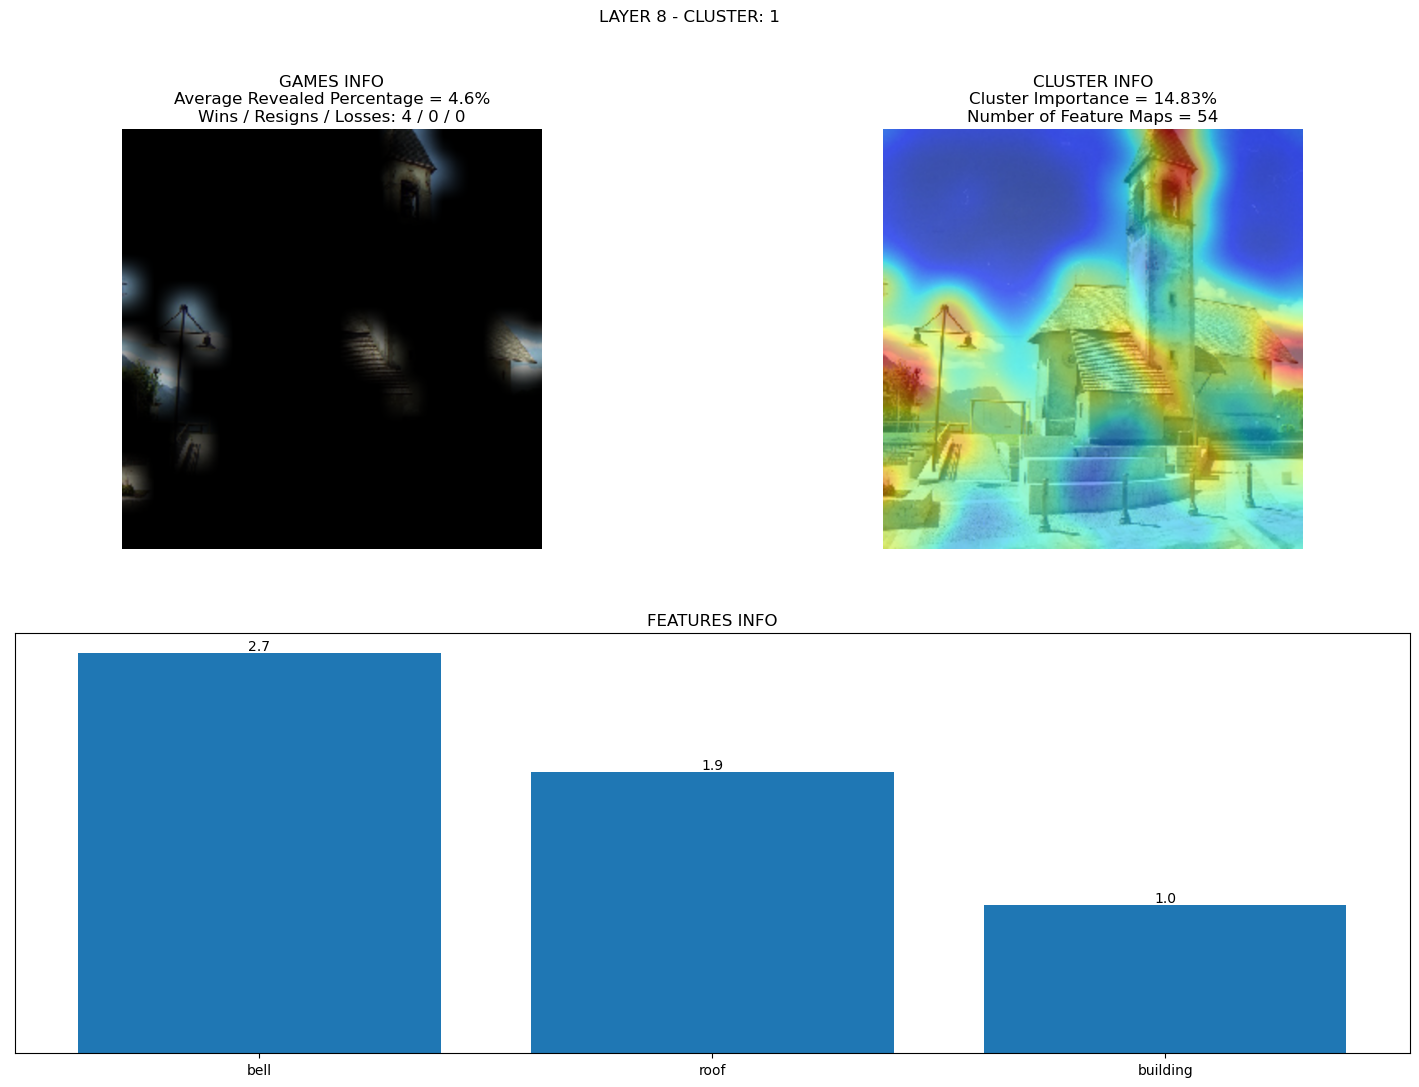 LAYER 8 - CLUSTER: 1
GAMES INFO
Average Revealed Percentage = 4.6%
Wins / Resigns / Losses: 4 / 0 / 0
CLUSTER INFO
Cluster Importance = 14.83%
Number of Feature Maps = 54
FEATURES INFO
2.7
1.9
1.0
bell
roof
building